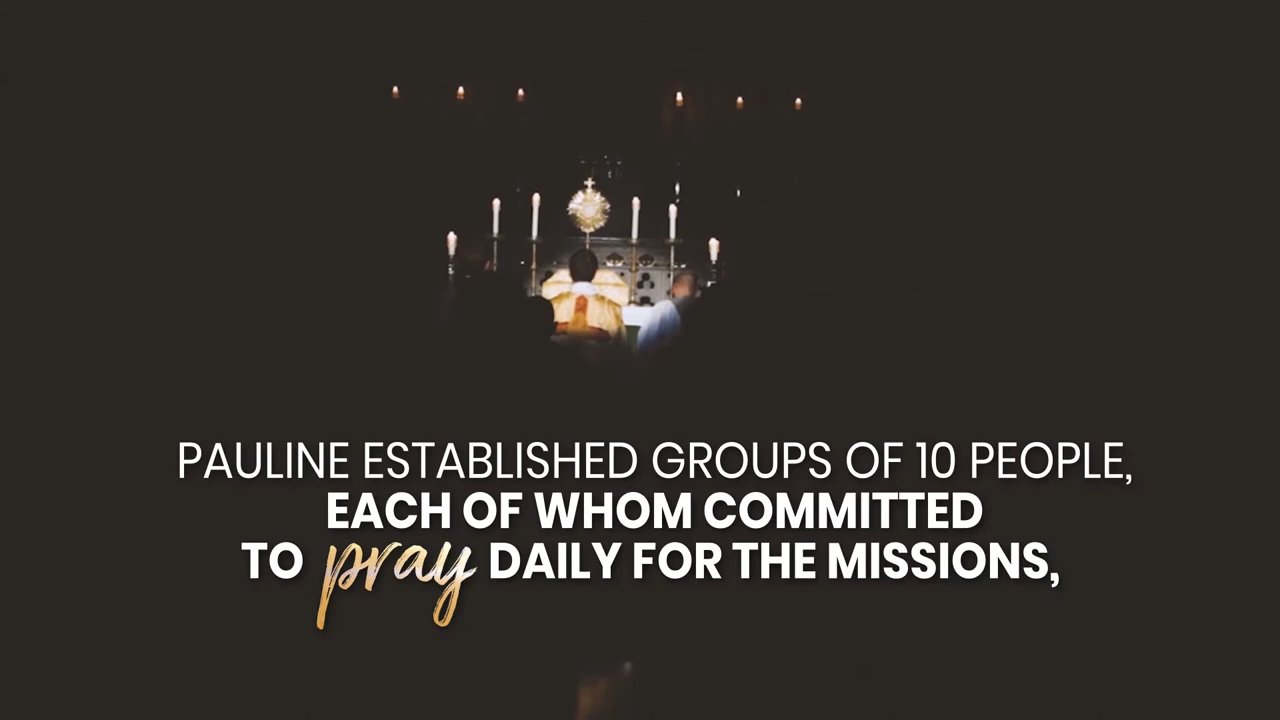 PAULINE ESTABLISHED GROUPS OF 10 PEOPLE,
EACH OF WHOM COMMITTED
TO pray DAILY FOR THE MISSIONS,